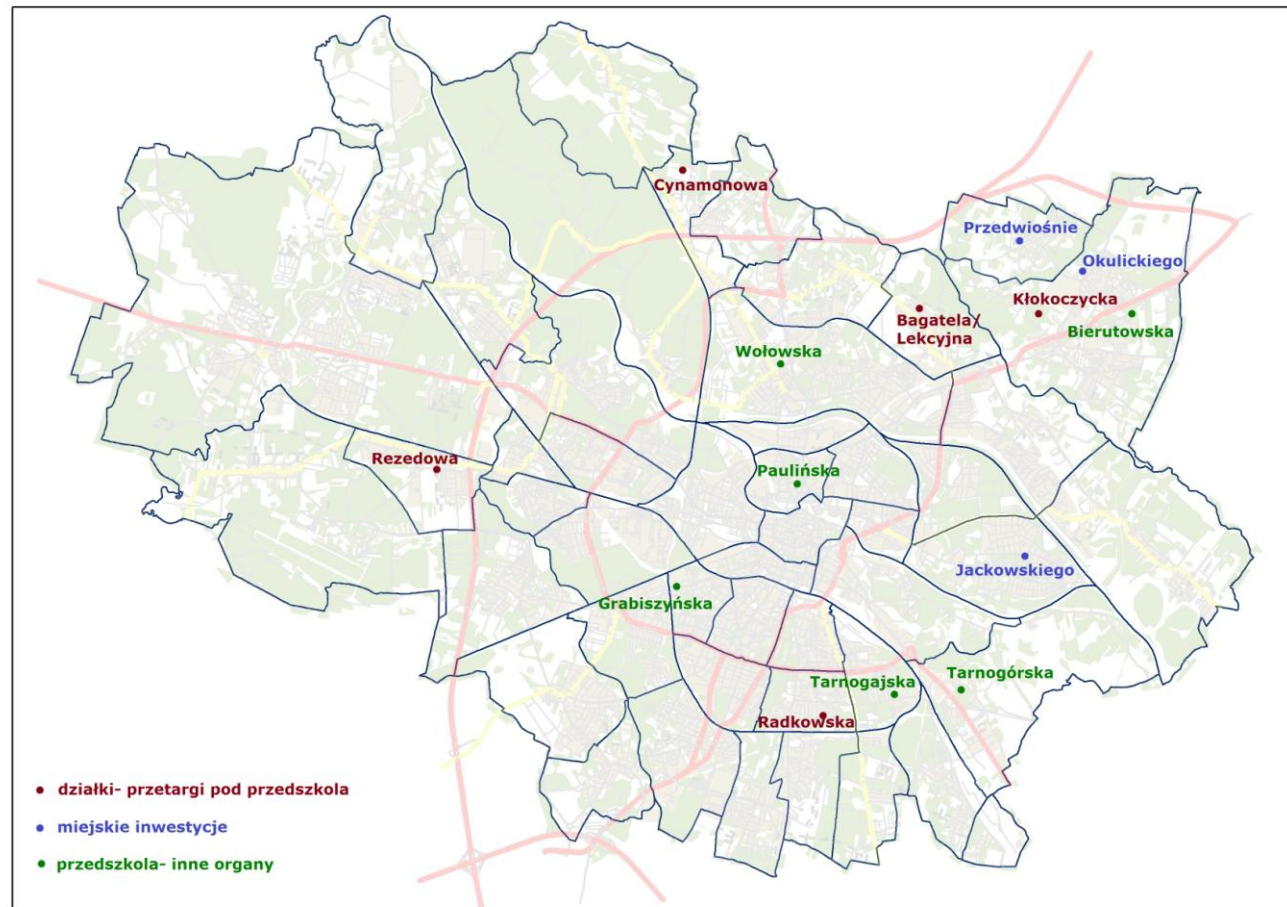 Cynamonowa
Przedwiośnie
Okulickiego
Kłokoczycka
Bierutowska
Bagatela/
Lekcyjna
Wołowska
Rezedowa
Paulińska
Jackowskiego
Grabiszyńska
Tarnogórska
Tarnogajska
Radkowska
działki- przetargi pod przedszkola
miejskie inwestycje
przedszkola- inne organy